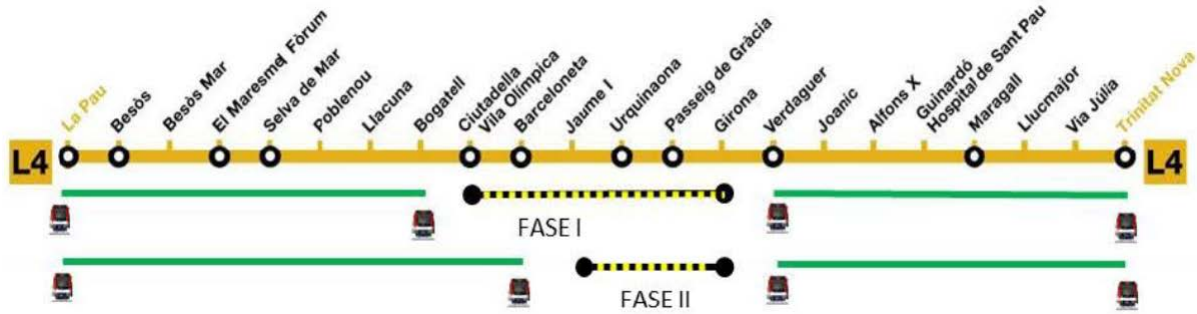 L4
La Pau
Besòs
Besòs Mar
El Maresme, Fòrum
Selva de Mar
Poblenou
Llacuna
Bogatell
Ciutadella
Vila Olímpica
Barceloneta
Jaume I
Urquinaona
Passeig de Gràcia
Girona
Verdaguer
Joanic
Alfons X
Guinardó
Hospital de Sant Pau
Maragall
Llucmajor
Via Júlia
Trinitat Nova
L4
FASE I
FASE II